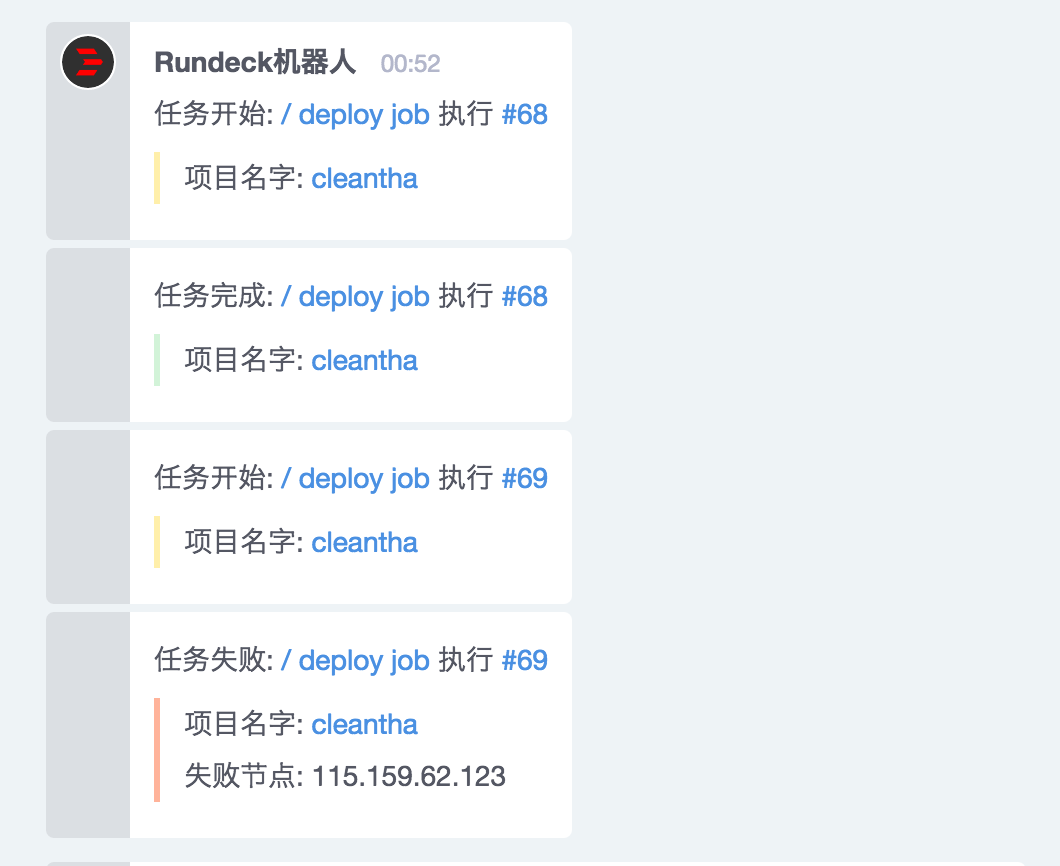 Rundeck机器人 00:52
任务开始: / deploy job 执行 #68
项目名字: cleantha
任务完成: / deploy job 执行 #68
项目名字: cleantha
任务开始: / deploy job 执行 #69
项目名字: cleantha
任务失败: / deploy job 执行 #69
项目名字: cleantha
失败节点: 115.159.62.123